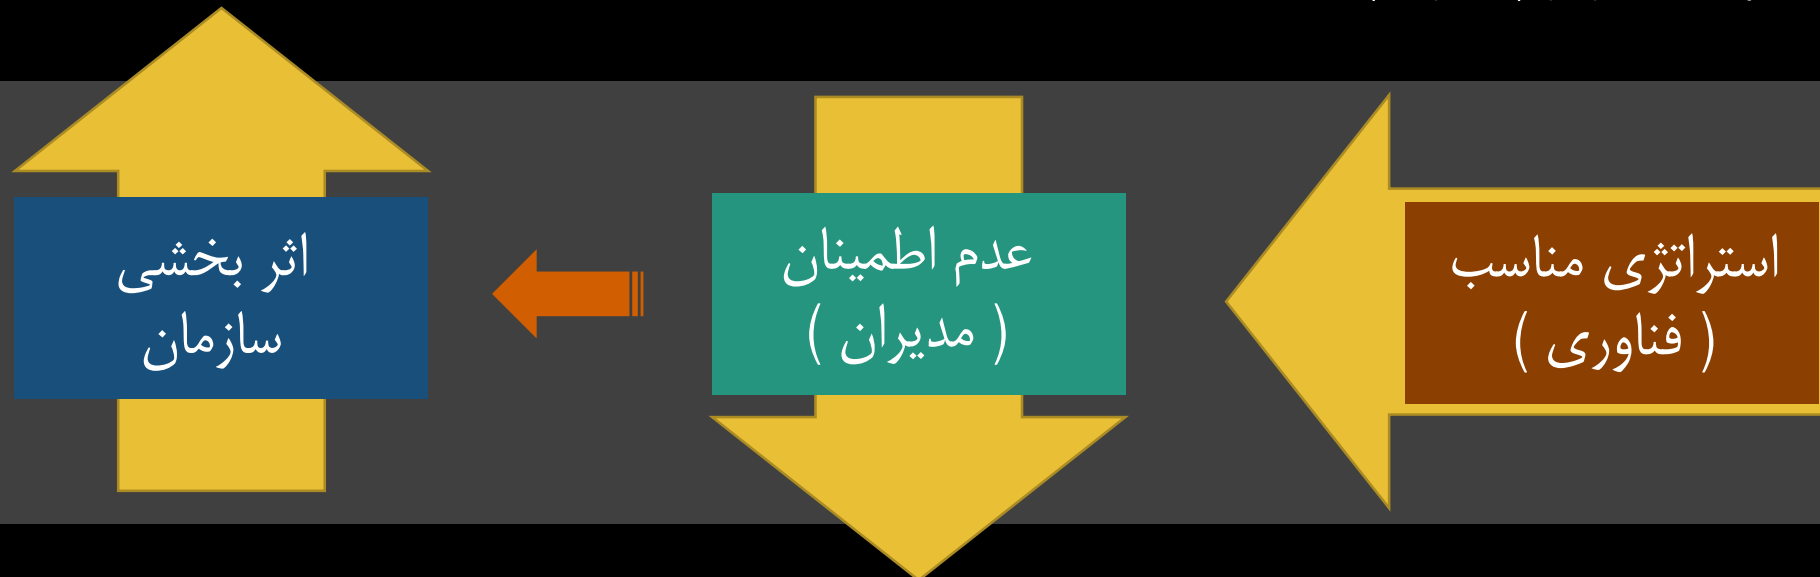 استراتژی مناسب
( فناوری )
عدم اطمینان
( مدیران )
اثر بخشی
سازمان